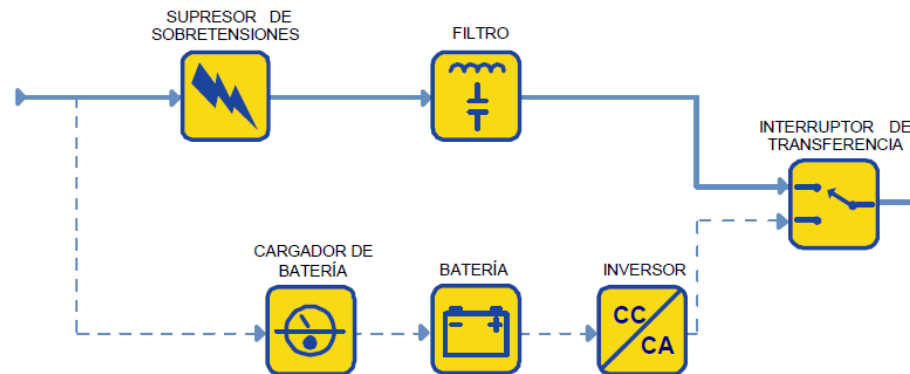 SUPRESOR DE
SOBRETENSIONES
FILTRO
INTERRUPTOR DE
TRANSFERENCIA
CARGADOR DE
BATERÍA
BATERÍA
INVERSOR
CC
CA